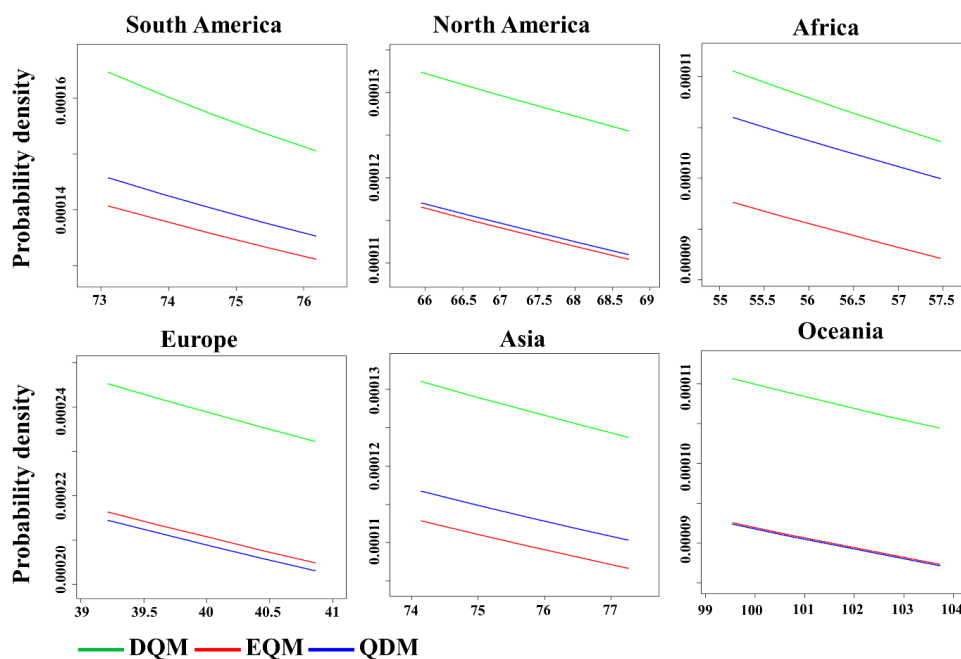 South America
North America
Africa
Probability density
0.00016
0.00014
73 74 75 76
0.00013
0.00012
0.00011
66 66.5 67 67.5 68 68.5 69
0.00011
0.00010
0.00009
55 55.5 56 56.5 57 57.5
Europe
Asia
Oceania
Probability density
0.00024
0.00022
0.00020
39 39.5 40 40.5 41
0.00013
0.00012
0.00011
74 75 76 77
0.00011
0.00010
0.00009
99 100 101 102 103 104
DQM EQM QDM